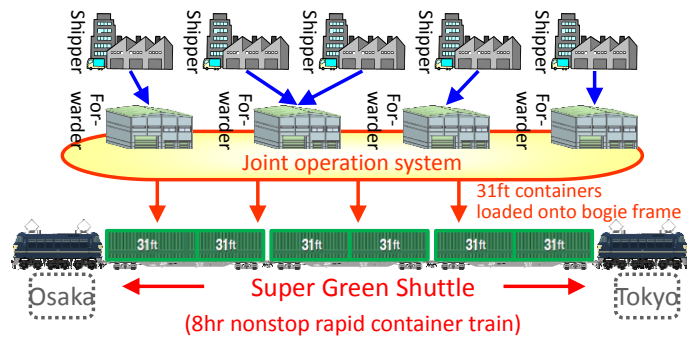 Shipper
Shipper
Shipper
Shipper
Shipper
For-
warder
For-
warder
For-
warder
For-
warder
Joint operation system
31ft containers
loaded onto bogie frame
31ft
31ft
31ft
31ft
31ft
31ft
Osaka
Super Green Shuttle
Tokyo
(8hr nonstop rapid container train)